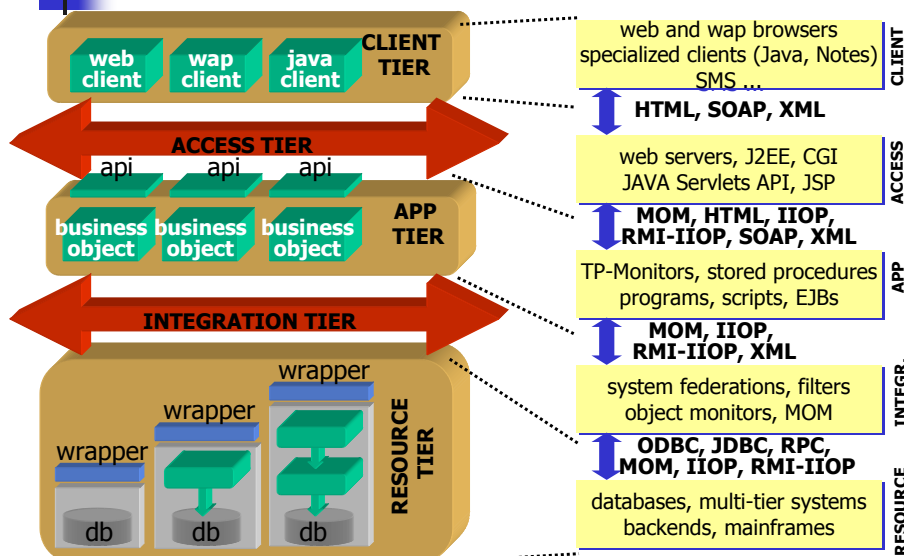 web
client
wap
client
java
client
CLIENT
TIER
ACCESS TIER
api
api
api
business
object
business
object
business
object
APP
TIER
INTEGRATION TIER
wrapper
wrapper
wrapper
db
db
db
RESOURCE
TIER
web and wap browsers
specialized clients (Java, Notes)
SMS ...
CLIENT
HTML, SOAP, XML
web servers, J2EE, CGI
JAVA Servlets API, JSP
ACCESS
MOM, HTML, IIOP,
RMI-IIOP, SOAP, XML
TP-Monitors, stored procedures
programs, scripts, EJBs
APP
MOM, IIOP,
RMI-IIOP, XML
system federations, filters
object monitors, MOM
INTEGR.
ODBC, JDBC, RPC,
MOM, IIOP, RMI-IIOP
databases, multi-tier systems
backends, mainframes
RESOURCE